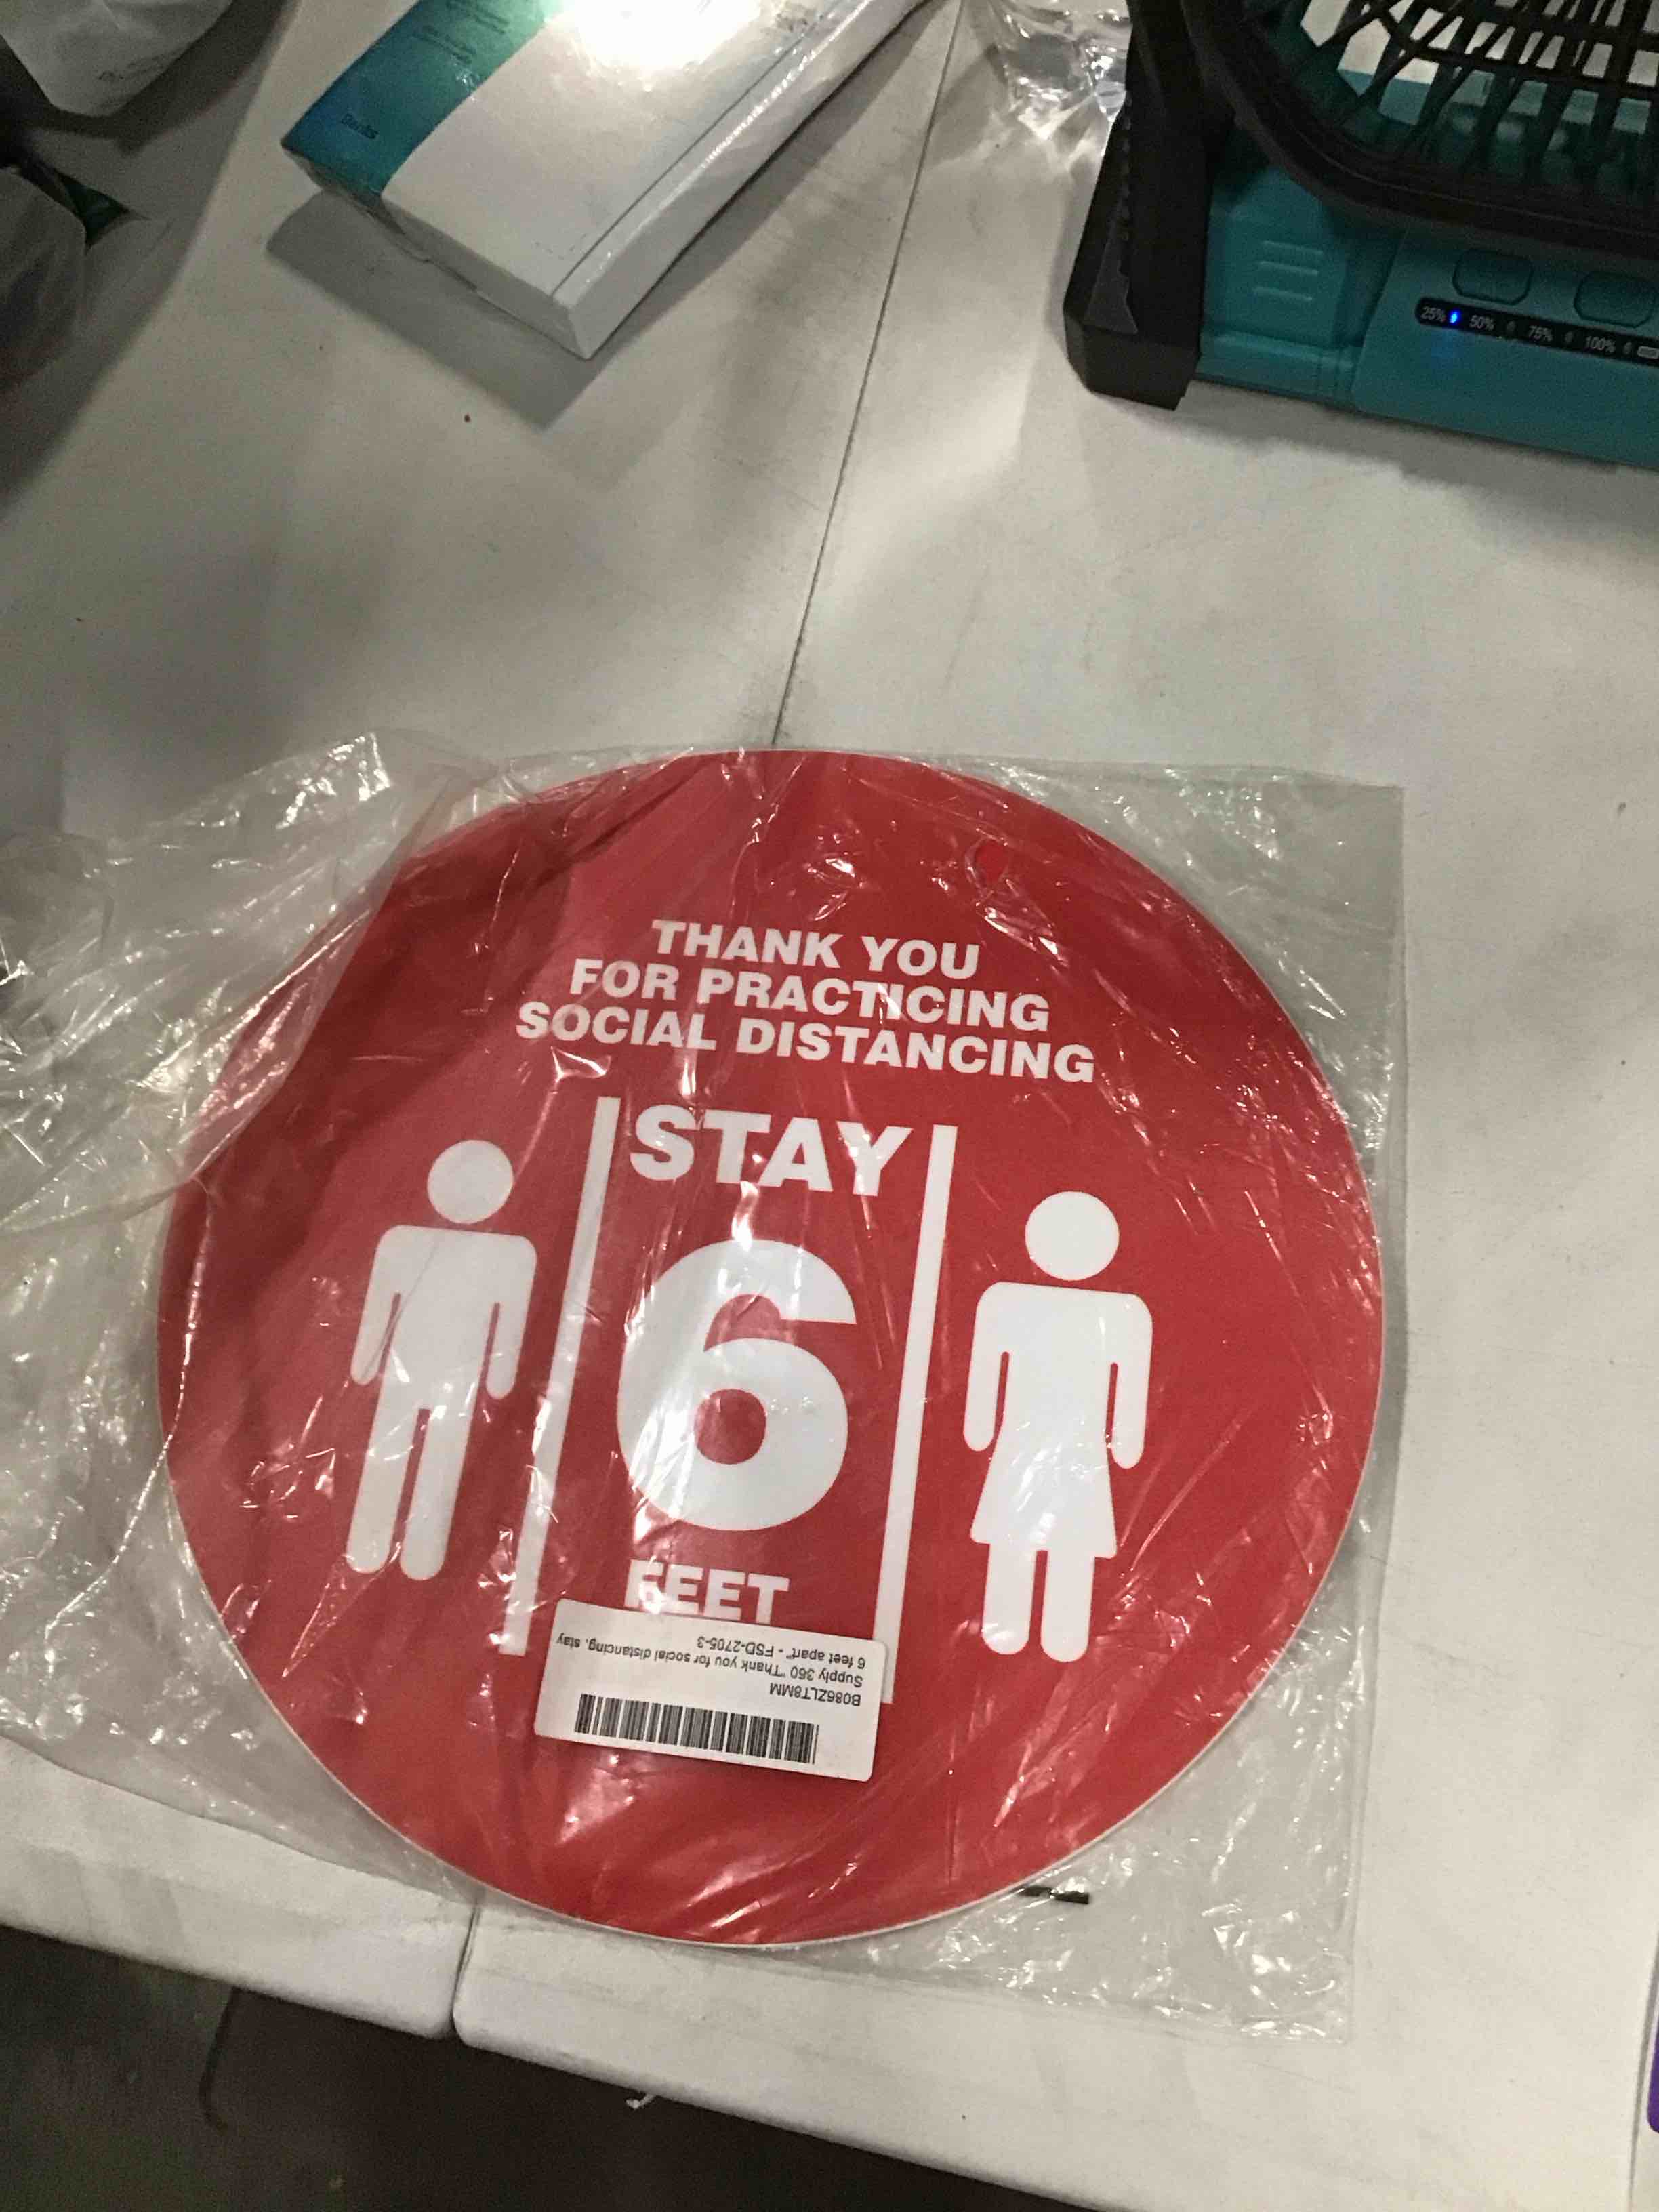 25% 50% 75% 100%
THANK YOU
FOR PRACTICING
SOCIAL DISTANCING
STAY
6
FEET
B086ZLT8MM
Supply 360 "Thank you for social distancing, stay
6 feet apart" - FSD-2705-3